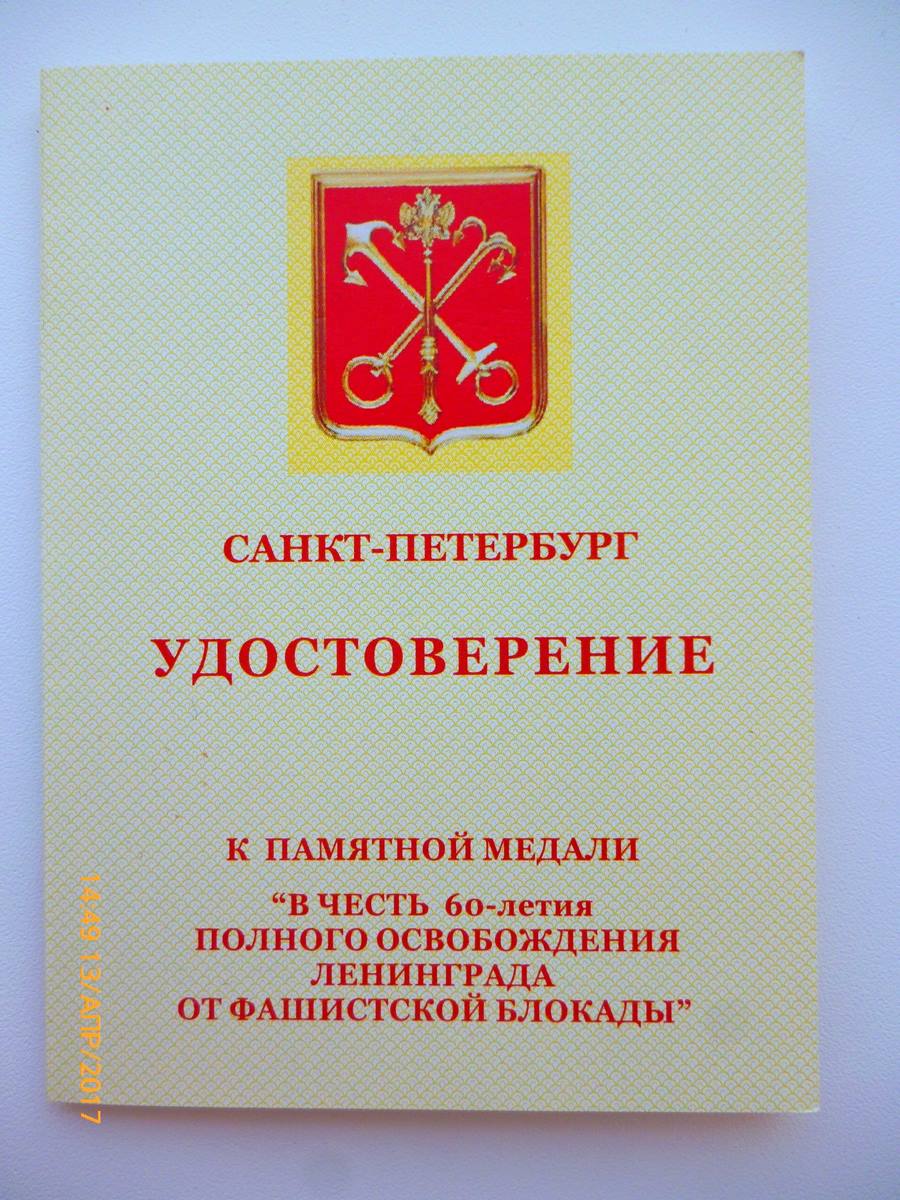 САНКТ-ПЕТЕРБУРГ
УДОСТОВЕРЕНИЕ
К ПАМЯТНОЙ МЕДАЛИ
“В ЧЕСТЬ 60-летия
ПОЛНОГО ОСВОБОЖДЕНИЯ
ЛЕНИНГРАДА
ОТ ФАШИСТСКОЙ БЛОКАДЫ”
14:49 13/АПР/2017